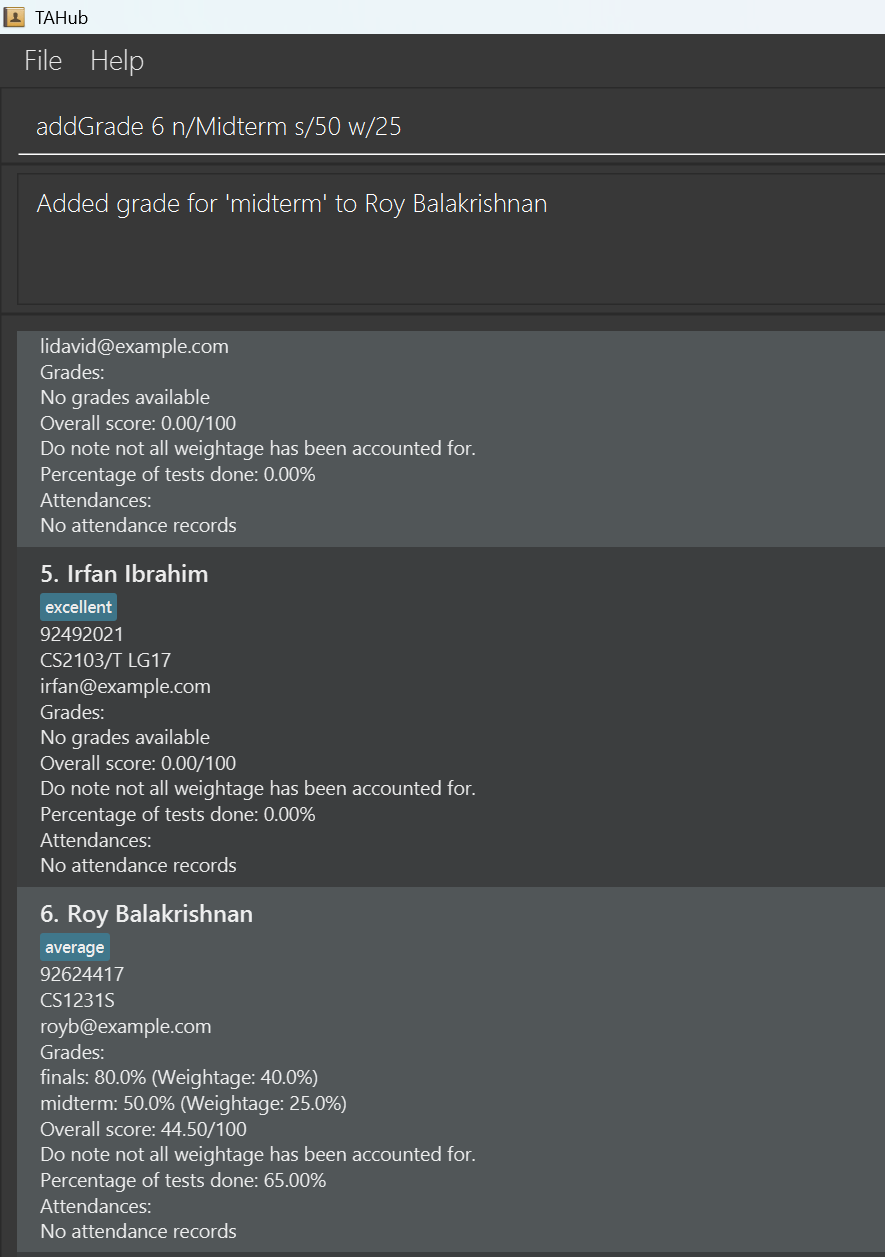 TAHub
File Help
addGrade 6 n/Midterm s/50 w/25
Added grade for 'midterm' to Roy Balakrishnan
lidavid@example.com
Grades:
No grades available
Overall score: 0.00/100
Do note not all weightage has been accounted for.
Percentage of tests done: 0.00%
Attendances:
No attendance records
5. Irfan Ibrahim
excellent
92492021
CS2103/T LG17
irfan@example.com
Grades:
No grades available
Overall score: 0.00/100
Do note not all weightage has been accounted for.
Percentage of tests done: 0.00%
Attendances:
No attendance records
6. Roy Balakrishnan
average
92624417
CS1231S
royb@example.com
Grades:
finals: 80.0% (Weightage: 40.0%)
midterm: 50.0% (Weightage: 25.0%)
Overall score: 44.50/100
Do note not all weightage has been accounted for.
Percentage of tests done: 65.00%
Attendances:
No attendance records